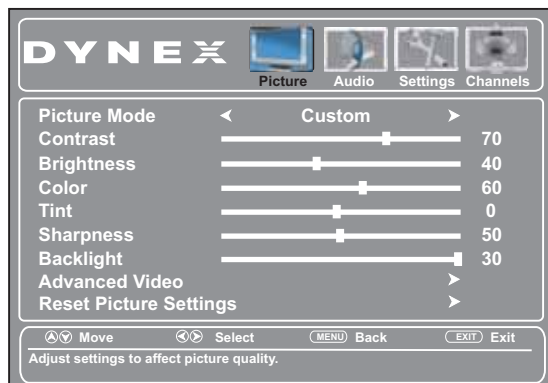 DYNEX
Picture Audio Settings Channels
Picture Mode Custom
Contrast 70
Brightness 40
Color 60
Tint 0
Sharpness 50
Backlight 30
Advanced Video
Reset Picture Settings
Move Select MENU Back EXIT Exit
Adjust settings to affect picture quality.